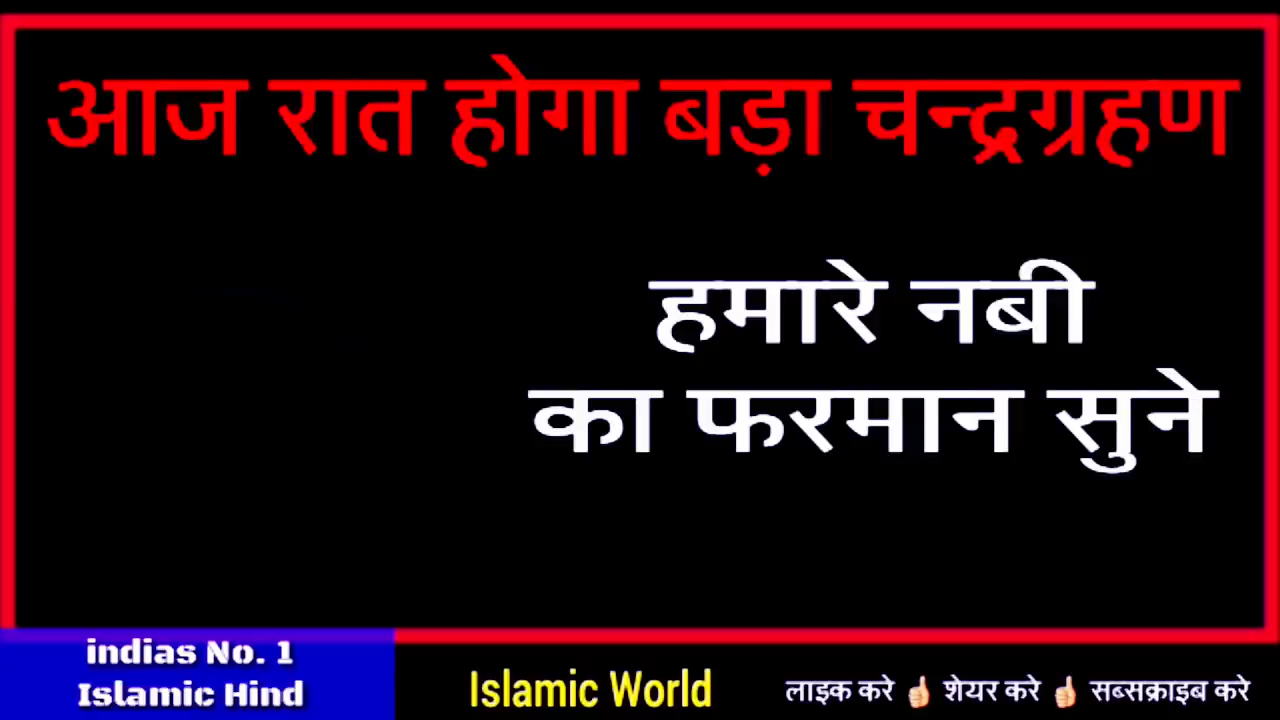 आज रात होगा बड़ा चन्द्रग्रहण
हमारे नबी
का फरमान सुने
indias No. 1
Islamic Hind
Islamic World
लाइक करे 👍 शेयर करे 👍 सब्सक्राइब करे